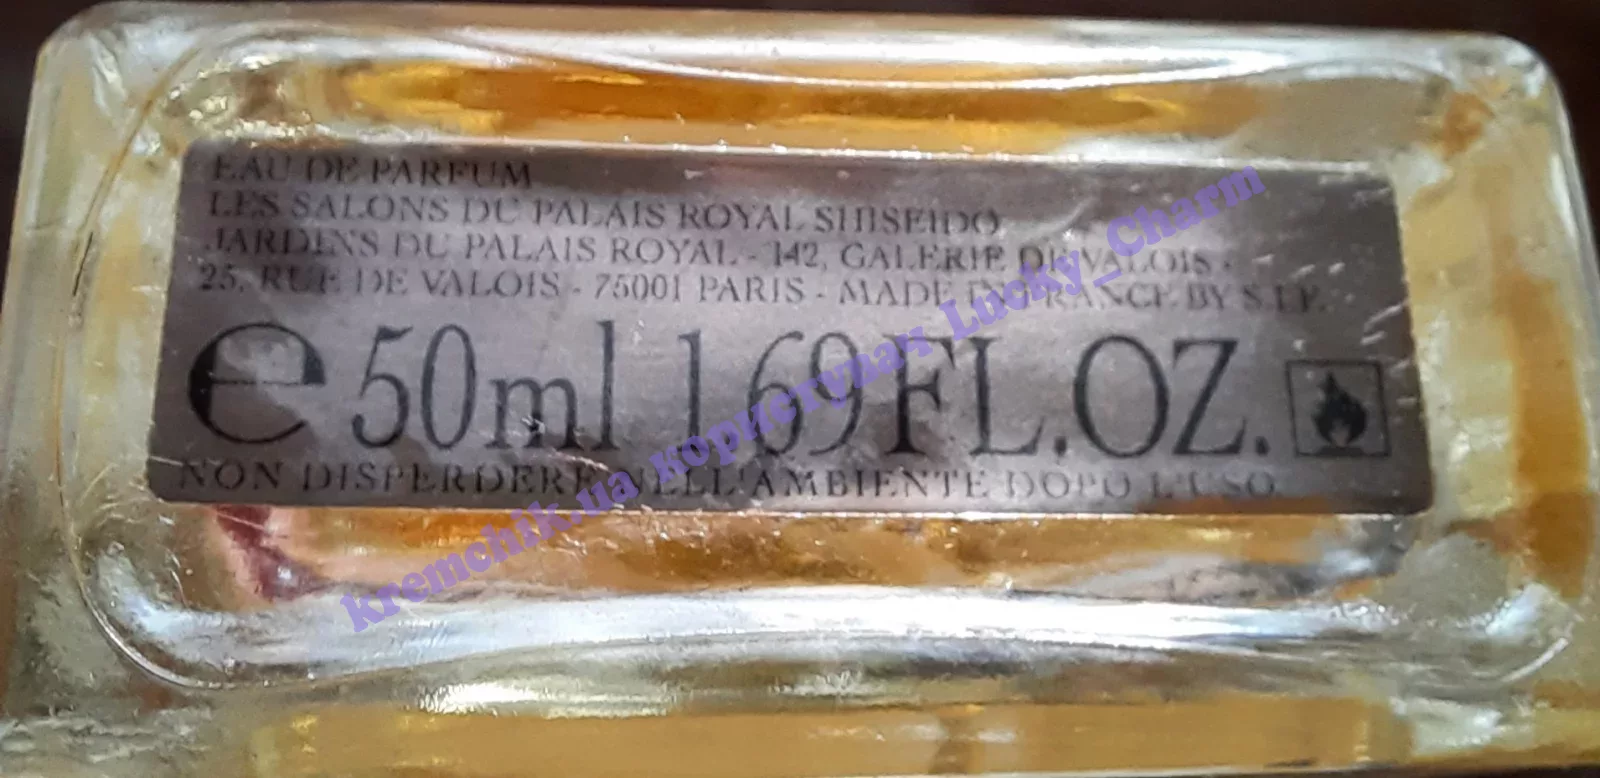 EAU DE PARFUM
LES SALONS DU PALAIS ROYAL SHISEIDO
JARDINS DU PALAIS ROYAL - 142, GALERIE DE VALOIS -
25, RUE DE VALOIS - 75001 PARIS - MADE IN FRANCE BY S.I.F.
e 50ml 1.69 FL.OZ.
NON DISPERDERE NELL'AMBIENTE DOPO L'USO
kremchik.ua користувач Lucky_Charm